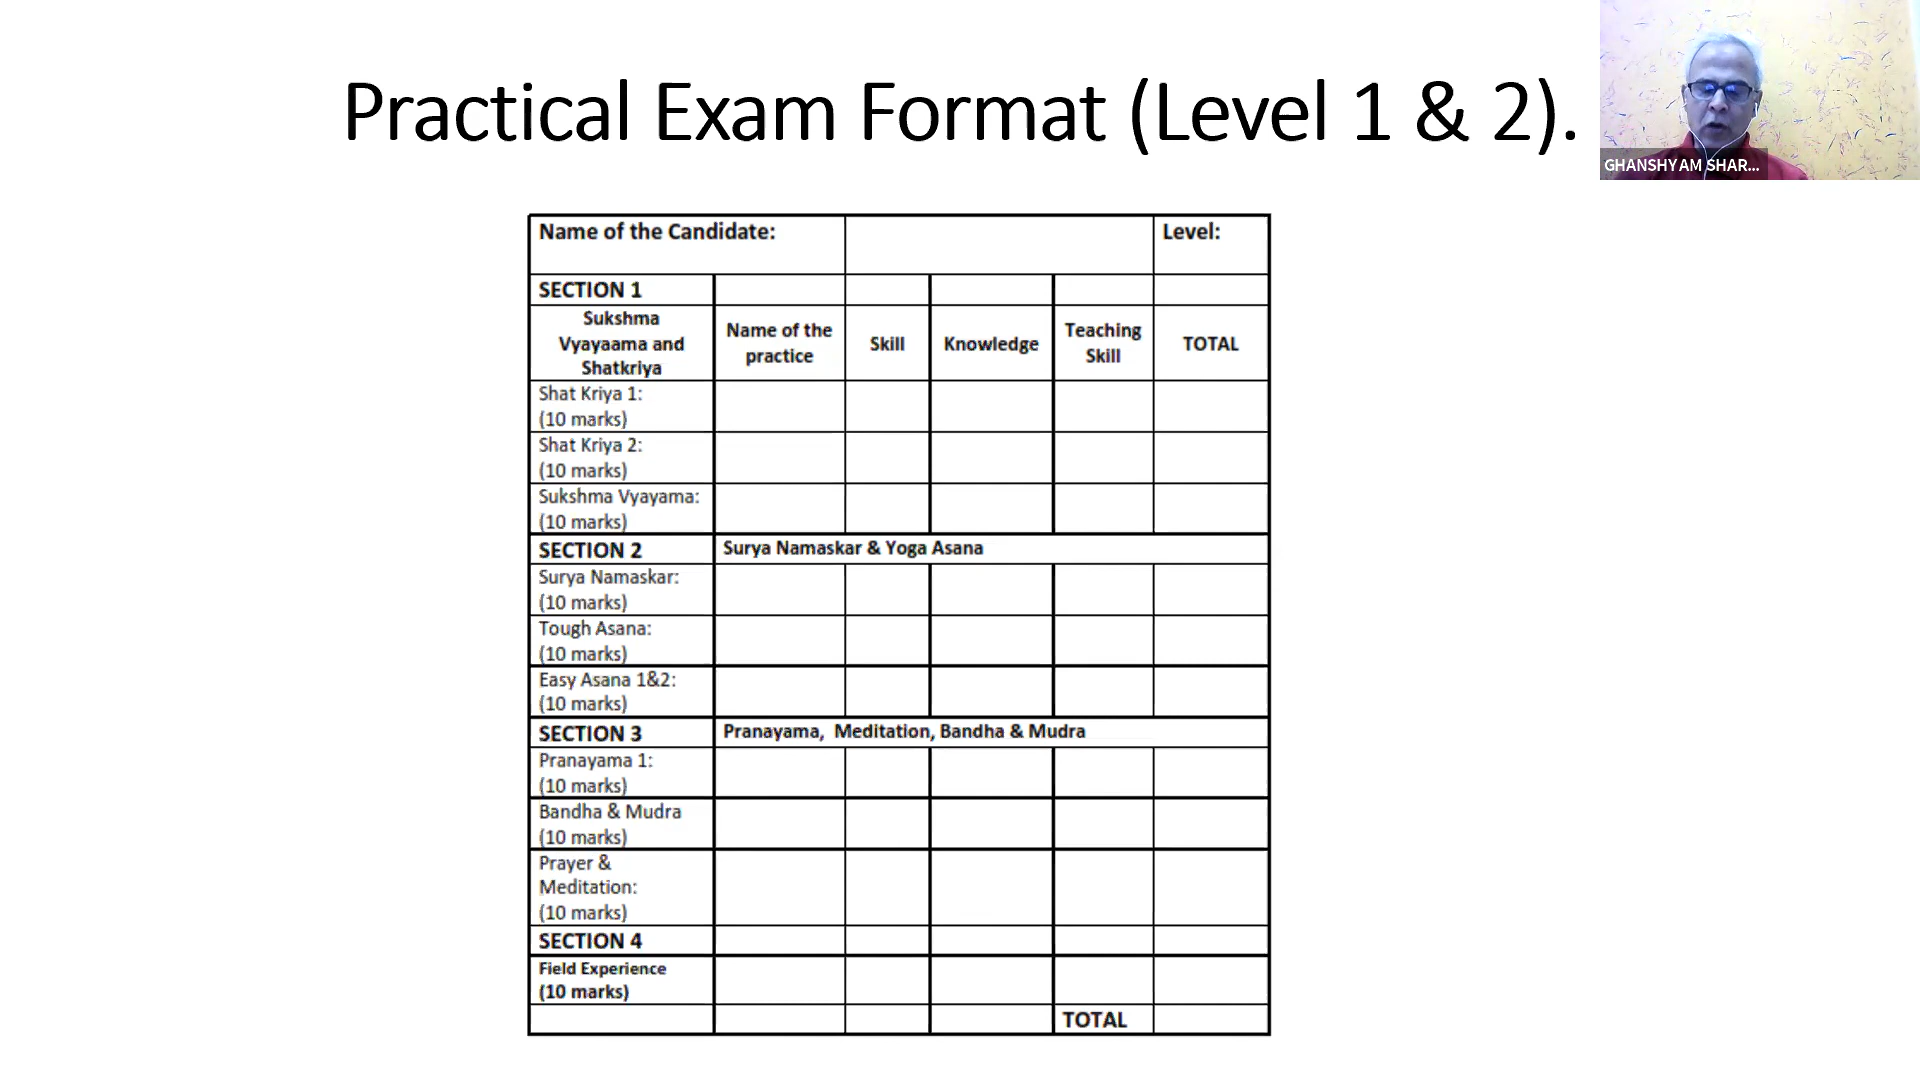 Practical Exam Format (Level 1 & 2).
GHANSHYAM SHAR...
Name of the Candidate: Level:
SECTION 1
Sukshma
Vyayaama and
Shatkriya
Name of the
practice
Skill
Knowledge
Teaching
Skill
TOTAL
Shat Kriya 1:
(10 marks)
Shat Kriya 2:
(10 marks)
Sukshma Vyayama:
(10 marks)
SECTION 2 Surya Namaskar & Yoga Asana
Surya Namaskar:
(10 marks)
Tough Asana:
(10 marks)
Easy Asana 1&2:
(10 marks)
SECTION 3 Pranayama, Meditation, Bandha & Mudra
Pranayama 1:
(10 marks)
Bandha & Mudra
(10 marks)
Prayer &
Meditation:
(10 marks)
SECTION 4
Field Experience
(10 marks)
TOTAL